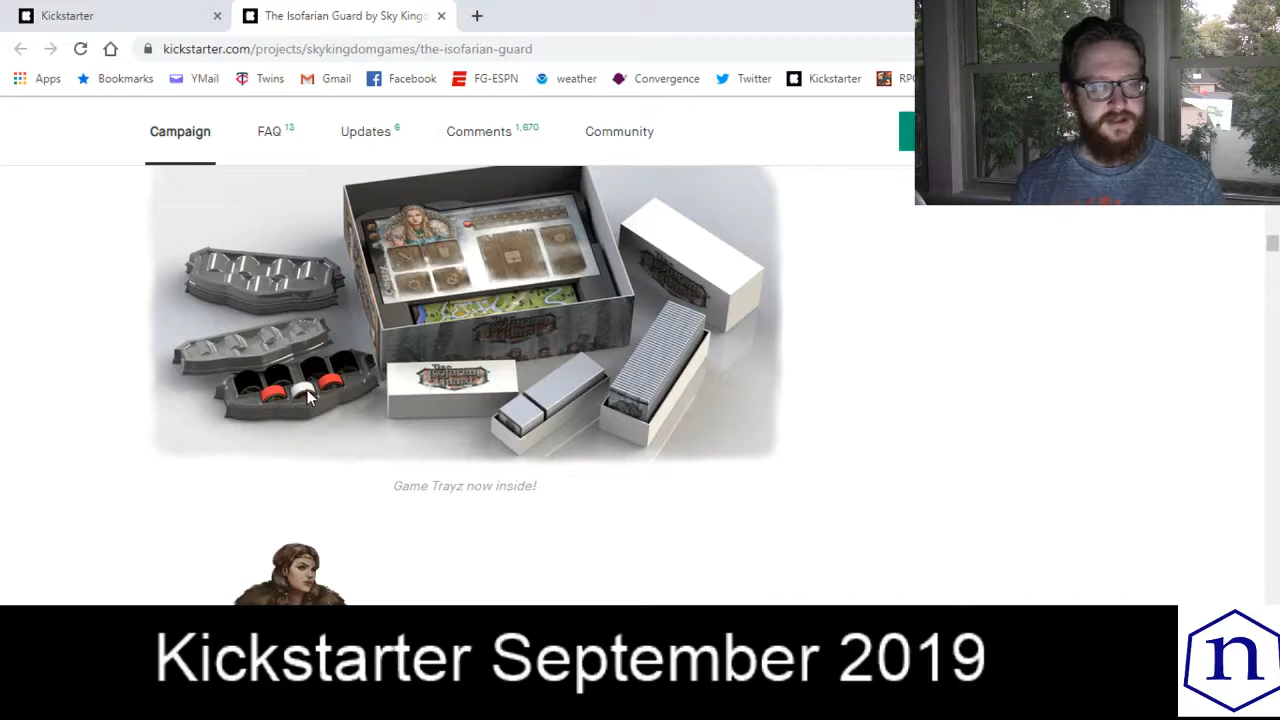 Kickstarter
The Isofarian Guard by Sky Kingd
kickstarter.com/projects/skykingdomgames/the-isofarian-guard
Apps Bookmarks YMail Twins Gmail Facebook FG-ESPN weather Convergence Twitter Kickstarter RPG
Campaign FAQ 13 Updates 6 Comments 1,670 Community
Game Trayz now inside!
Kickstarter September 2019
n